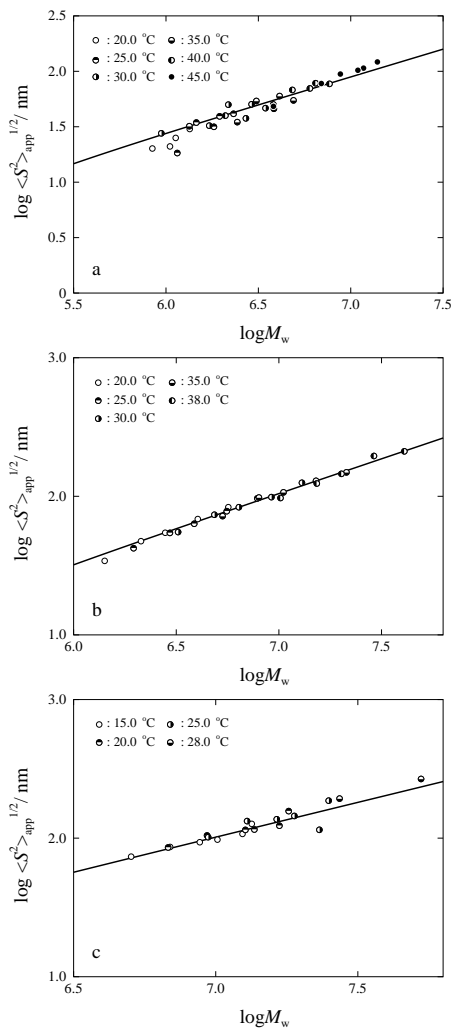 2.5
2.0
1.5
1.0
0.5
0
: 20.0 °C
: 35.0 °C
: 25.0 °C
: 40.0 °C
: 30.0 °C
: 45.0 °C
log <S²>app^1/2/ nm
a
5.5 6.0 6.5 7.0 7.5
logMw
3.0
2.0
1.0
: 20.0 °C
: 35.0 °C
: 25.0 °C
: 38.0 °C
: 30.0 °C
log <S²>app^1/2/ nm
b
6.0 6.5 7.0 7.5
logMw
3.0
2.0
1.0
: 15.0 °C
: 25.0 °C
: 20.0 °C
: 28.0 °C
log <S²>app^1/2/ nm
c
6.5 7.0 7.5
logMw